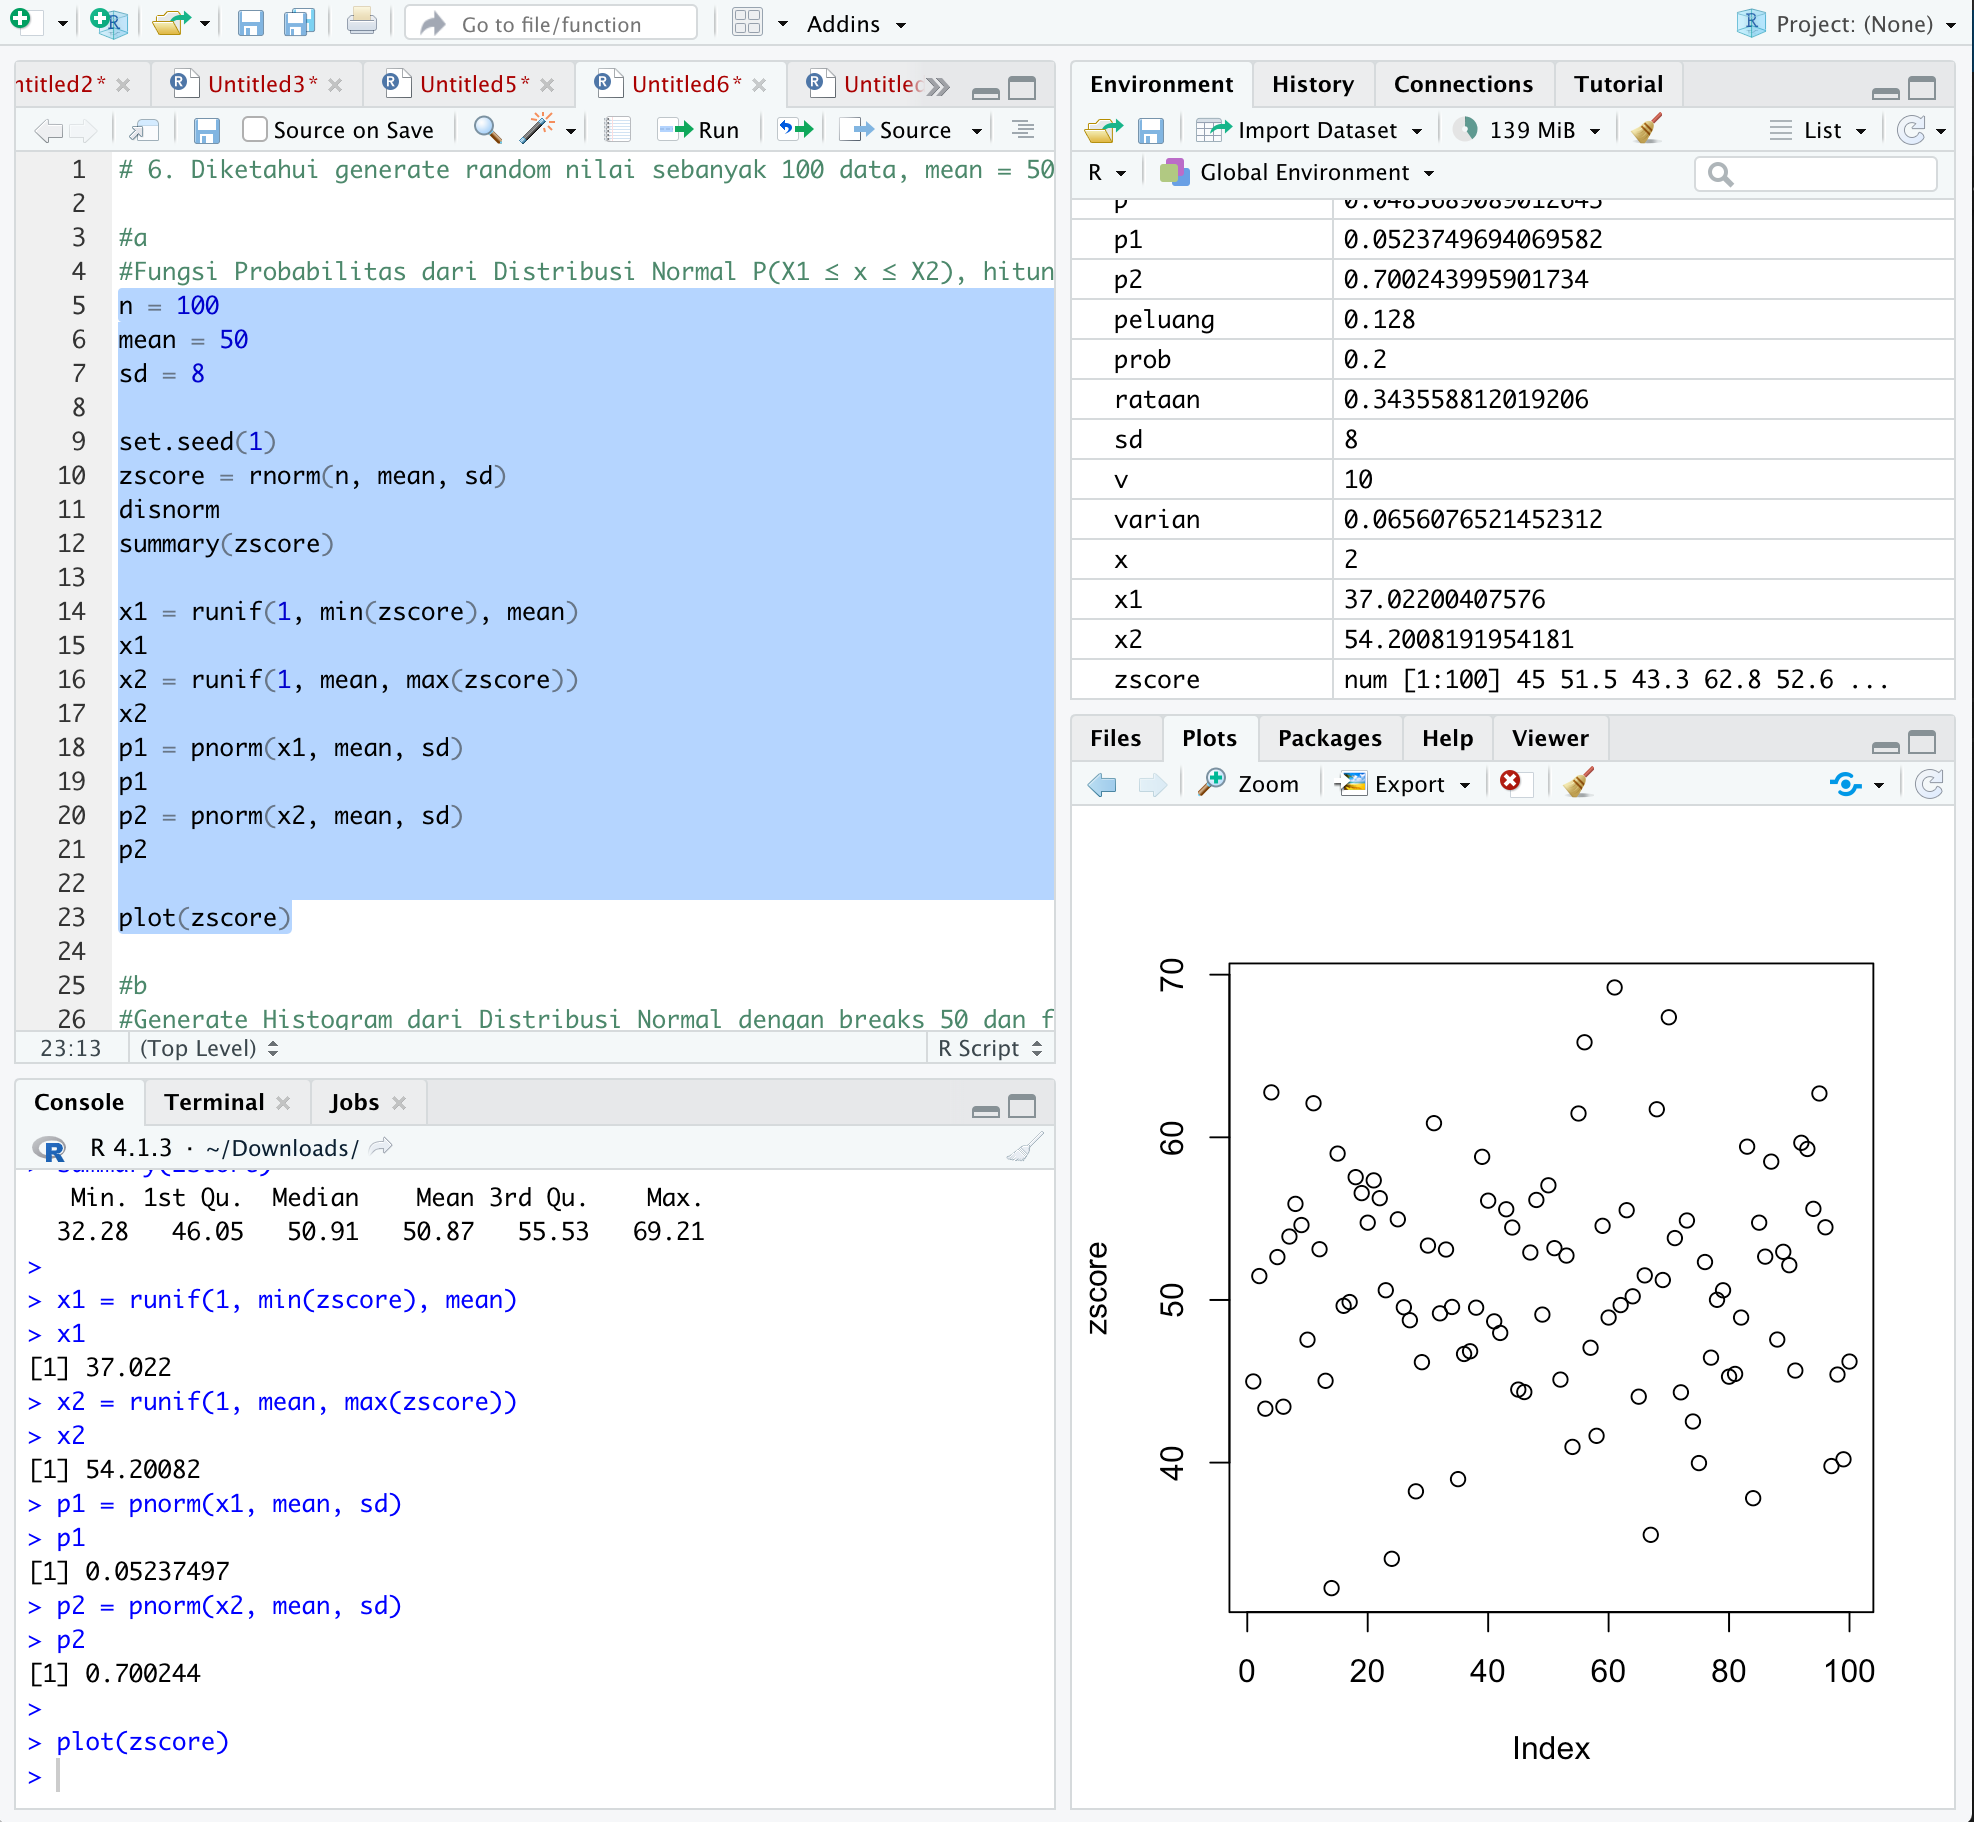 Go to file/function
Addins
Project: (None)
ntitled2*
Untitled3*
Untitled5*
Untitled6*
Untitled
Source on Save
Run
Source
1 # 6. Diketahui generate random nilai sebanyak 100 data, mean = 50
2
3 #a
4 #Fungsi Probabilitas dari Distribusi Normal P(X1 ≤ x ≤ X2), hitun
5 n = 100
6 mean = 50
7 sd = 8
8
9 set.seed(1)
10 zscore = rnorm(n, mean, sd)
11 disnorm
12 summary(zscore)
13
14 x1 = runif(1, min(zscore), mean)
15 x1
16 x2 = runif(1, mean, max(zscore))
17 x2
18 p1 = pnorm(x1, mean, sd)
19 p1
20 p2 = pnorm(x2, mean, sd)
21 p2
22
23 plot(zscore)
24
25 #b
26 #Generate Histogram dari Distribusi Normal dengan breaks 50 dan f
23:13
(Top Level)
R Script
Console
Terminal
Jobs
R 4.1.3 · ~/Downloads/
> summary(zscore)
Min. 1st Qu. Median Mean 3rd Qu. Max.
32.28 46.05 50.91 50.87 55.53 69.21
>
> x1 = runif(1, min(zscore), mean)
> x1
[1] 37.022
> x2 = runif(1, mean, max(zscore))
> x2
[1] 54.20082
> p1 = pnorm(x1, mean, sd)
> p1
[1] 0.05237497
> p2 = pnorm(x2, mean, sd)
> p2
[1] 0.700244
>
> plot(zscore)
>
Environment
History
Connections
Tutorial
Import Dataset
139 MiB
List
R
Global Environment
p 0.0485689089012645
p1 0.0523749694069582
p2 0.700243995901734
peluang 0.128
prob 0.2
rataan 0.343558812019206
sd 8
v 10
varian 0.0656076521452312
x 2
x1 37.02200407576
x2 54.2008191954181
zscore num [1:100] 45 51.5 43.3 62.8 52.6 ...
Files
Plots
Packages
Help
Viewer
Zoom
Export
70
60
50
40
zscore
0 20 40 60 80 100
Index